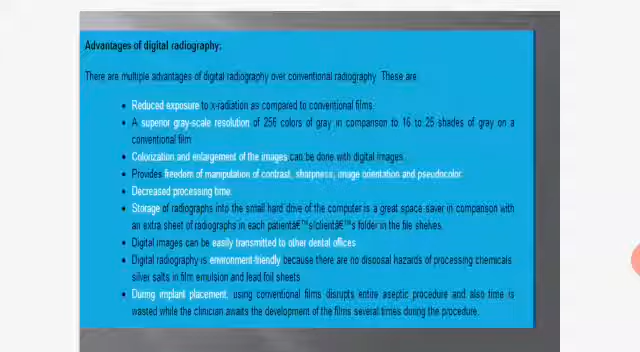 Advantages of digital radiography:
There are multiple advantages of digital radiography over conventional radiography. These are:
• Reduced exposure to x-radiation as compared to conventional films.
• A superior gray-scale resolution of 256 colors of gray in comparison to 16 to 25 shades of gray on a
conventional film
• Colorization and enlargement of the images can be done with digital images.
• Provides freedom of manipulation of contrast, sharpness, image orientation and pseudocolor.
• Decreased processing time.
• Storage of radiographs into the small hard drive of the computer is a great space saver in comparison with
an extra sheet of radiographs in each patientâ€™s/clientâ€™s folder in the file shelves.
• Digital images can be easily transmitted to other dental offices
• Digital radiography is environment-friendly because there are no disposal hazards of processing chemicals
silver salts in film emulsion and lead foil sheets
• During implant placement, using conventional films disrupts entire aseptic procedure and also time is
wasted while the clinician awaits the development of the films several times during the procedure.